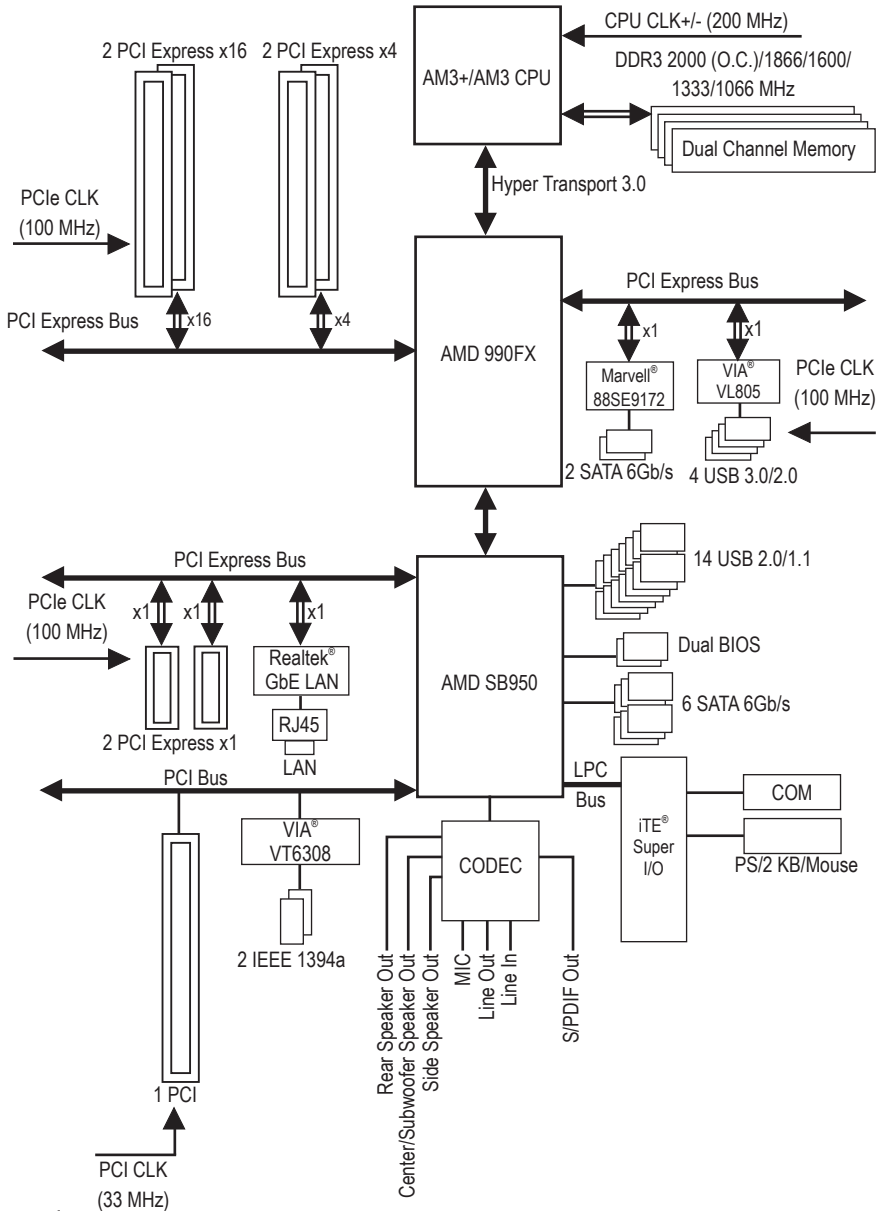 CPU CLK+/- (200 MHz)
2 PCI Express x16
2 PCI Express x4
AM3+/AM3 CPU
DDR3 2000 (O.C.)/1866/1600/
1333/1066 MHz
Dual Channel Memory
Hyper Transport 3.0
PCIe CLK
(100 MHz)
PCI Express Bus
x16
x4
AMD 990FX
PCI Express Bus
x1
x1
Marvell®
88SE9172
VIA®
VL805
PCIe CLK
(100 MHz)
2 SATA 6Gb/s
4 USB 3.0/2.0
PCI Express Bus
PCIe CLK
(100 MHz)
x1
x1
x1
Realtek®
GbE LAN
RJ45
LAN
2 PCI Express x1
AMD SB950
14 USB 2.0/1.1
Dual BIOS
6 SATA 6Gb/s
LPC
Bus
iTE®
Super
I/O
COM
PS/2 KB/Mouse
PCI Bus
VIA®
VT6308
2 IEEE 1394a
CODEC
Rear Speaker Out
Center/Subwoofer Speaker Out
Side Speaker Out
MIC
Line Out
Line In
S/PDIF Out
1 PCI
PCI CLK
(33 MHz)